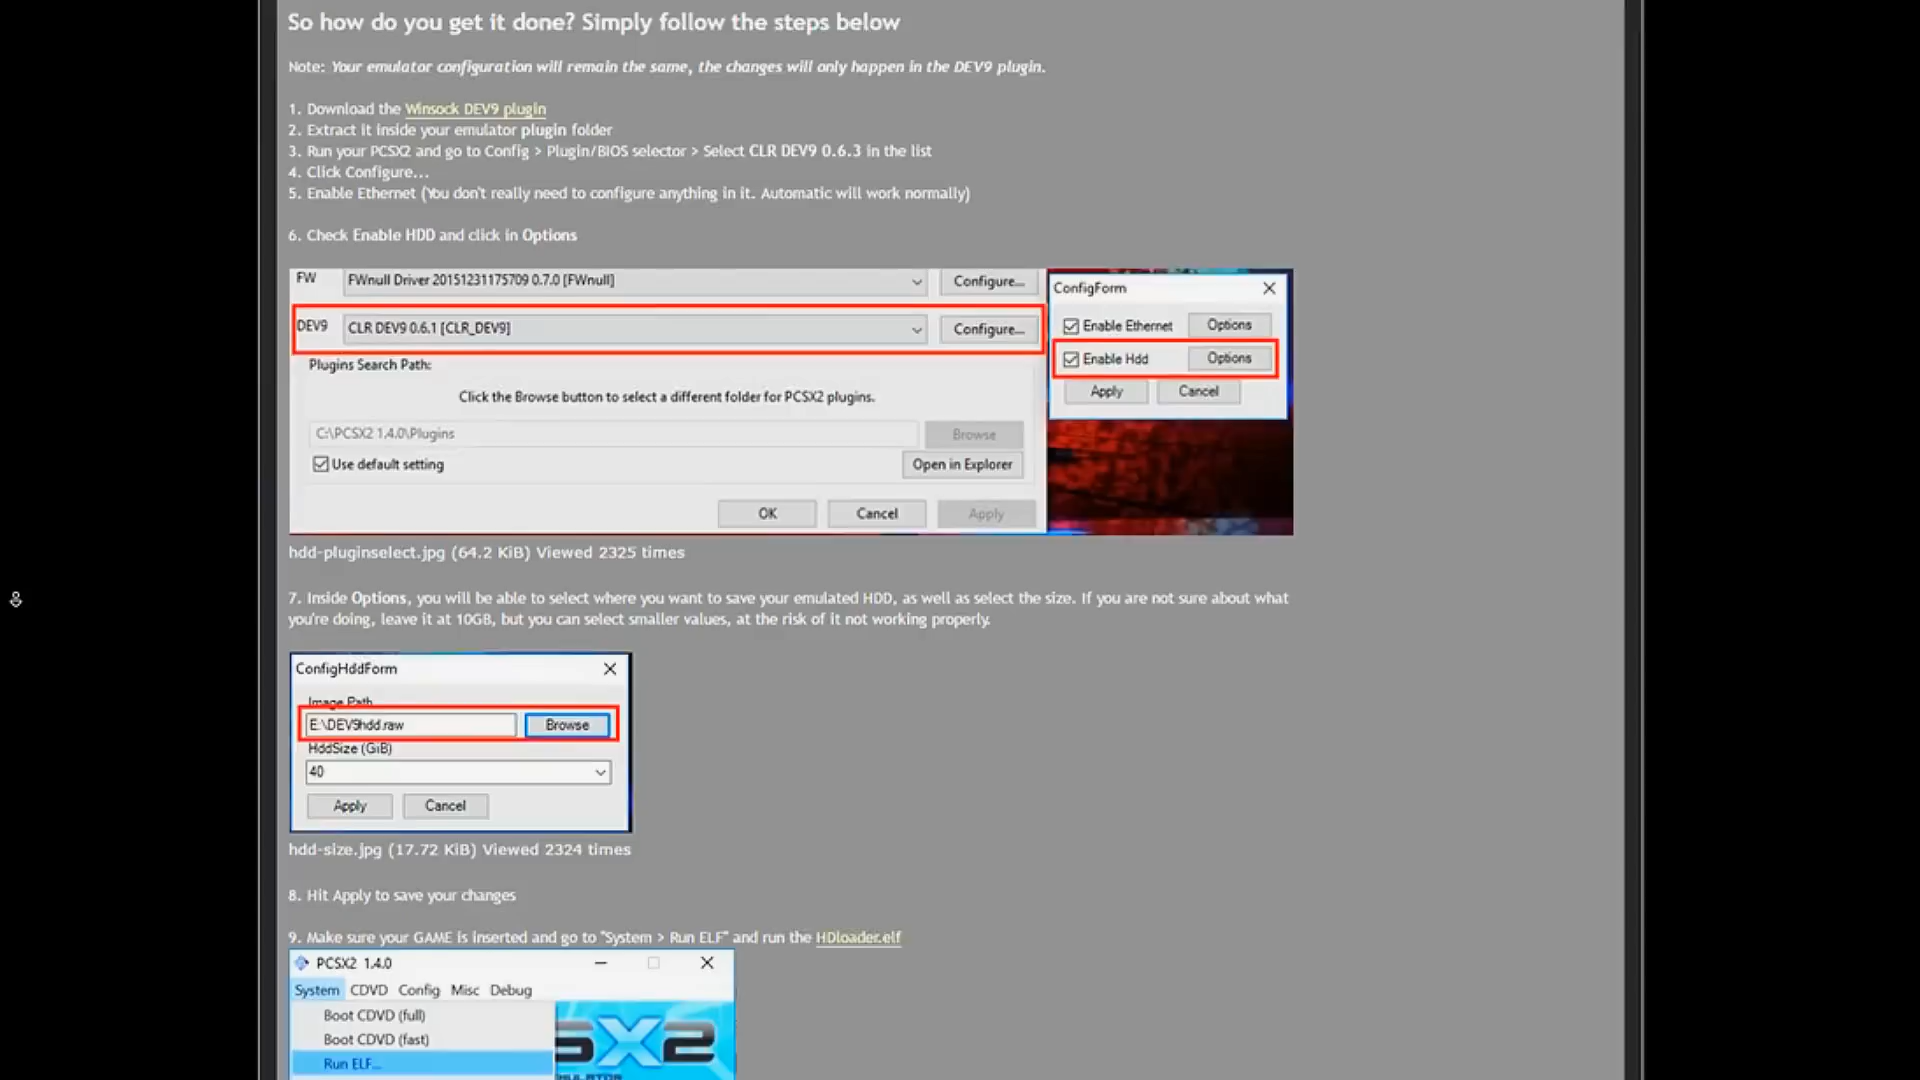 So how do you get it done? Simply follow the steps below
Note: Your emulator configuration will remain the same, the changes will only happen in the DEV9 plugin.
1. Download the Winsock DEV9 plugin
2. Extract it inside your emulator plugin folder
3. Run your PCSX2 and go to Config > Plugin/BIOS selector > Select CLR DEV9 0.6.3 in the list
4. Click Configure...
5. Enable Ethernet (You don't really need to configure anything in it. Automatic will work normally)
6. Check Enable HDD and click in Options
FW FWnull Driver 20151231175709 0.7.0 [FWnull] Configure...
DEV9 CLR DEV9 0.6.1 [CLR_DEV9] Configure...
Plugins Search Path:
Click the Browse button to select a different folder for PCSX2 plugins.
C:\PCSX2 1.4.0\Plugins Browse
Use default setting Open in Explorer
OK Cancel Apply
ConfigForm
Enable Ethernet Options
Enable Hdd Options
Apply Cancel
hdd-pluginselect.jpg (64.2 KiB) Viewed 2325 times
7. Inside Options, you will be able to select where you want to save your emulated HDD, as well as select the size. If you are not sure about what
you're doing, leave it at 10GB, but you can select smaller values, at the risk of it not working properly.
ConfigHddForm
Image Path
E:\DEV9hdd.raw Browse
HddSize (GiB)
40
Apply Cancel
hdd-size.jpg (17.72 KiB) Viewed 2324 times
8. Hit Apply to save your changes
9. Make sure your GAME is inserted and go to "System > Run ELF" and run the HDloader.elf
PCSX2 1.4.0
System CDVD Config Misc Debug
Boot CDVD (full)
Boot CDVD (fast)
Run ELF...